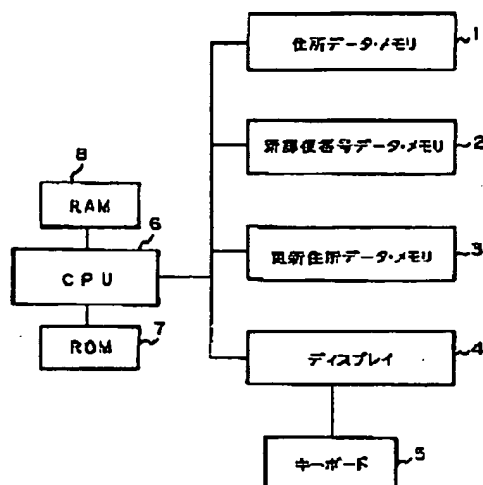 住所データ・メモリ
1
新郵便番号データ・メモリ
2
8
RAM
6
CPU
更新住所データ・メモリ
3
7
ROM
ディスプレイ
4
キーボード
5